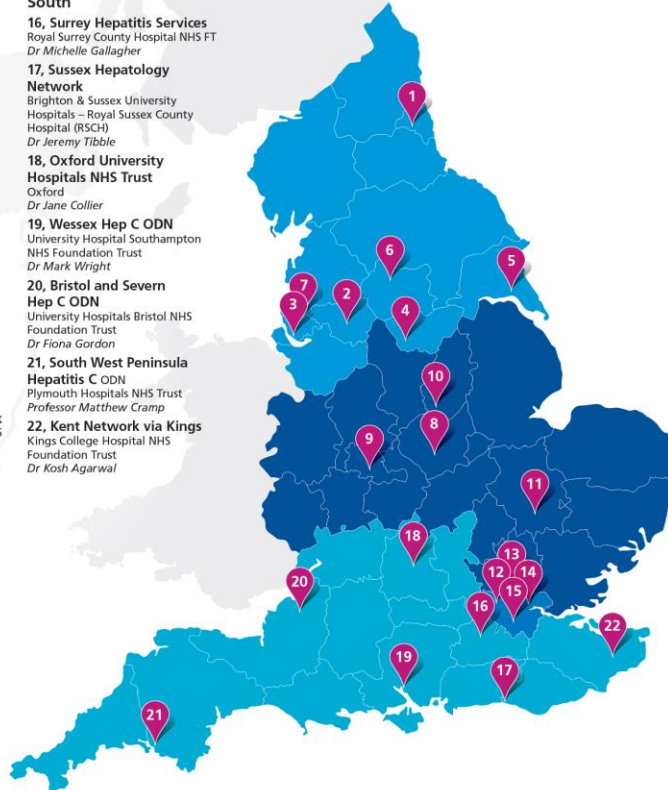 South
16, Surrey Hepatitis Services
Royal Surrey County Hospital NHS FT
Dr Michelle Gallagher
17, Sussex Hepatology
Network
Brighton & Sussex University
Hospitals – Royal Sussex County
Hospital (RSCH)
Dr Jeremy Tibble
18, Oxford University
Hospitals NHS Trust
Oxford
Dr Jane Collier
19, Wessex Hep C ODN
University Hospital Southampton
NHS Foundation Trust
Dr Mark Wright
20, Bristol and Severn
Hep C ODN
University Hospitals Bristol NHS
Foundation Trust
Dr Fiona Gordon
21, South West Peninsula
Hepatitis C ODN
Plymouth Hospitals NHS Trust
Professor Matthew Cramp
22, Kent Network via Kings
Kings College Hospital NHS
Foundation Trust
Dr Kosh Agarwal
1
6
5
7
2
3
4
10
8
9
11
18
13
12
14
15
20
16
22
19
17
21